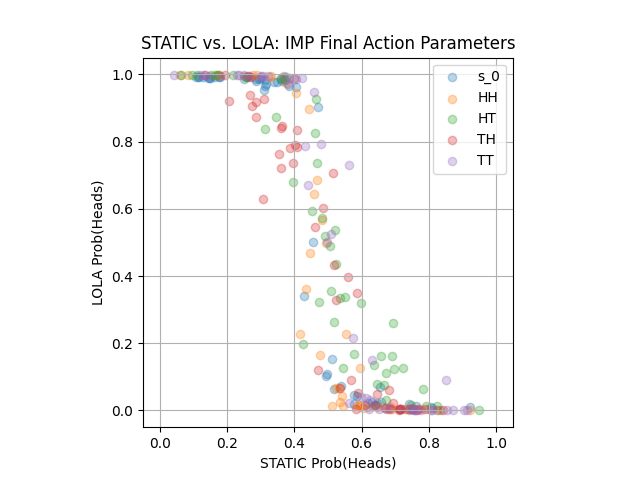 STATIC vs. LOLA: IMP Final Action Parameters
1.0
0.8
0.6
0.4
0.2
0.0
LOLA Prob(Heads)
s_0
HH
HT
TH
TT
0.0
0.2
0.4
0.6
0.8
1.0
STATIC Prob(Heads)